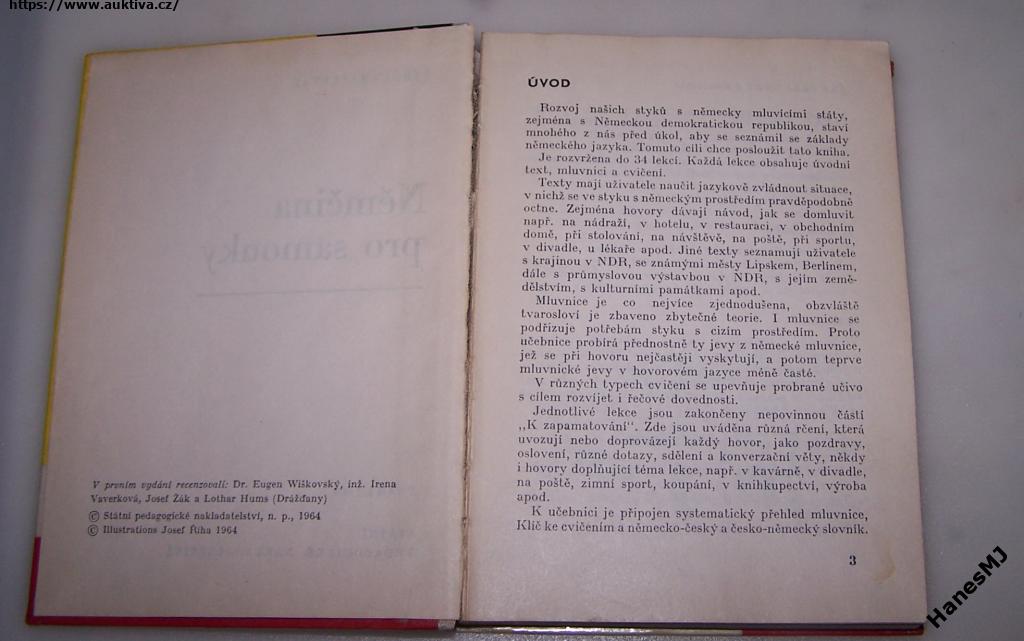 https://www.auktiva.cz/
Němčina
pro samouky
V prvním vydání recenzovali: Dr. Eugen Wiškovský, inž. Irena
Vaverková, Josef Žák a Lothar Hums (Drážďany)
© Státní pedagogické nakladatelství, n. p., 1964
© Illustrations Josef Říha 1964
ÚVOD
Rozvoj našich styků s německy mluvícími státy,
zejména s Německou demokratickou republikou, staví
mnohého z nás před úkol, aby se seznámil se základy
německého jazyka. Tomuto cíli chce posloužit tato kniha.
Je rozvržena do 34 lekcí. Každá lekce obsahuje úvodní
text, mluvnici a cvičení.
Texty mají uživatele naučit jazykově zvládnout situace,
v nichž se ve styku s německým prostředím pravděpodobně
octne. Zejména hovory dávají návod, jak se domluvit
např. na nádraží, v hotelu, v restauraci, v obchodním
domě, při stolování, na návštěvě, na poště, při sportu,
v divadle, u lékaře apod. Jiné texty seznamují uživatele
s krajinou v NDR, se známými městy Lipskem, Berlínem,
dále s průmyslovou výstavbou v NDR, s jejím země-
dělstvím, s kulturními památkami apod.
Mluvnice je co nejvíce zjednodušena, obzvláště
tvarosloví je zbaveno zbytečné teorie. I mluvnice se
podřizuje potřebám styku s cizím prostředím. Proto
učebnice probírá přednostně ty jevy z německé mluvnice,
jež se při hovoru nejčastěji vyskytují, a potom teprve
mluvnické jevy v hovorovém jazyce méně časté.
V různých typech cvičení se upevňuje probrané učivo
s cílem rozvíjet i řečové dovednosti.
Jednotlivé lekce jsou zakončeny nepovinnou částí
„K zapamatování“. Zde jsou uváděna různá rčení, která
uvozují nebo doprovázejí každý hovor, jako pozdravy,
oslovení, různé dotazy, sdělení a konverzační věty, někdy
i hovory doplňující téma lekce, např. v kavárně, v divadle,
na poště, zimní sport, koupání, v knihkupectví, výroba
apod.
K učebnici je připojen systematický přehled mluvnice,
Klíč ke cvičením a německo-český a česko-německý slovník.
3
HanesMJ